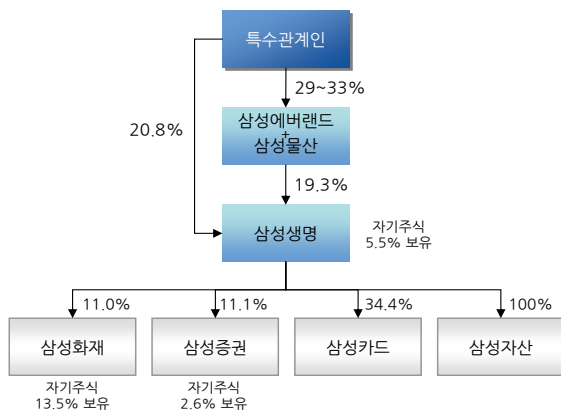 특수관계인
29~33%
20.8%
삼성에버랜드
+
삼성물산
19.3%
삼성생명
자기주식
5.5% 보유
11.0%
11.1%
34.4%
100%
삼성화재
삼성증권
삼성카드
삼성자산
자기주식
13.5% 보유
자기주식
2.6% 보유